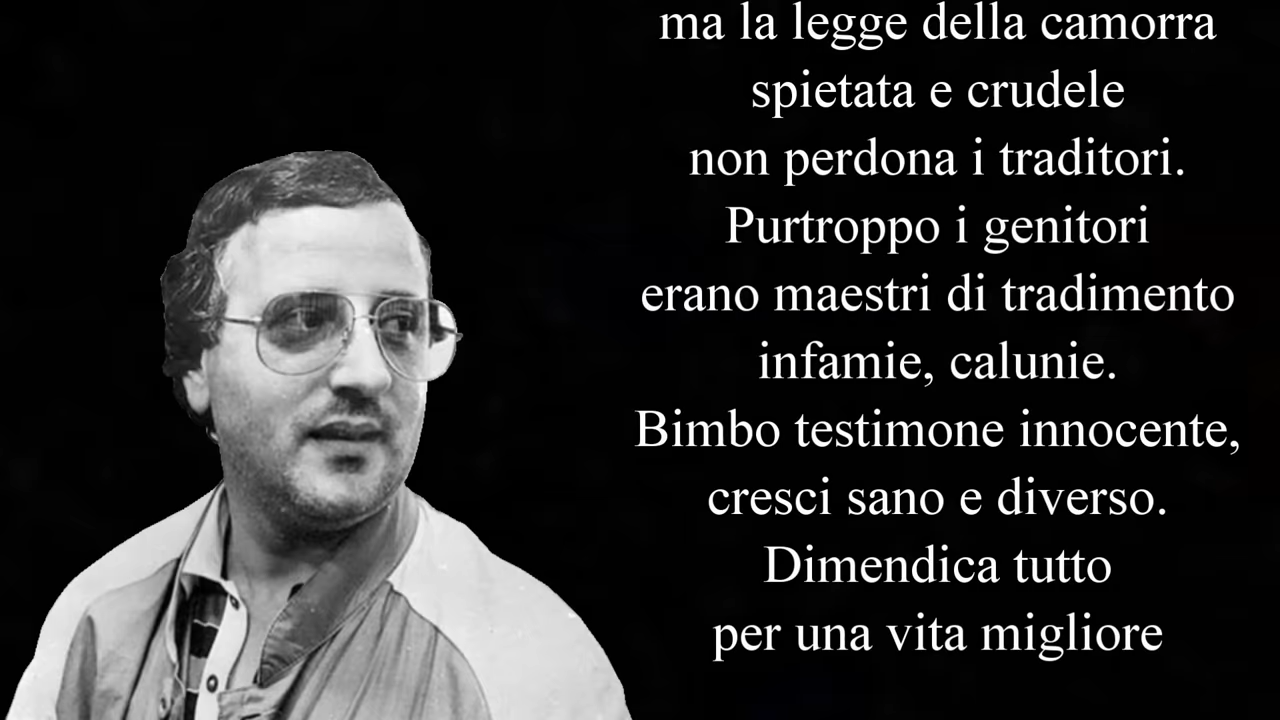 ma la legge della camorra
spietata e crudele
non perdona i traditori.
Purtroppo i genitori
erano maestri di tradimento
infamie, calunie.
Bimbo testimone innocente,
cresci sano e diverso.
Dimendica tutto
per una vita migliore